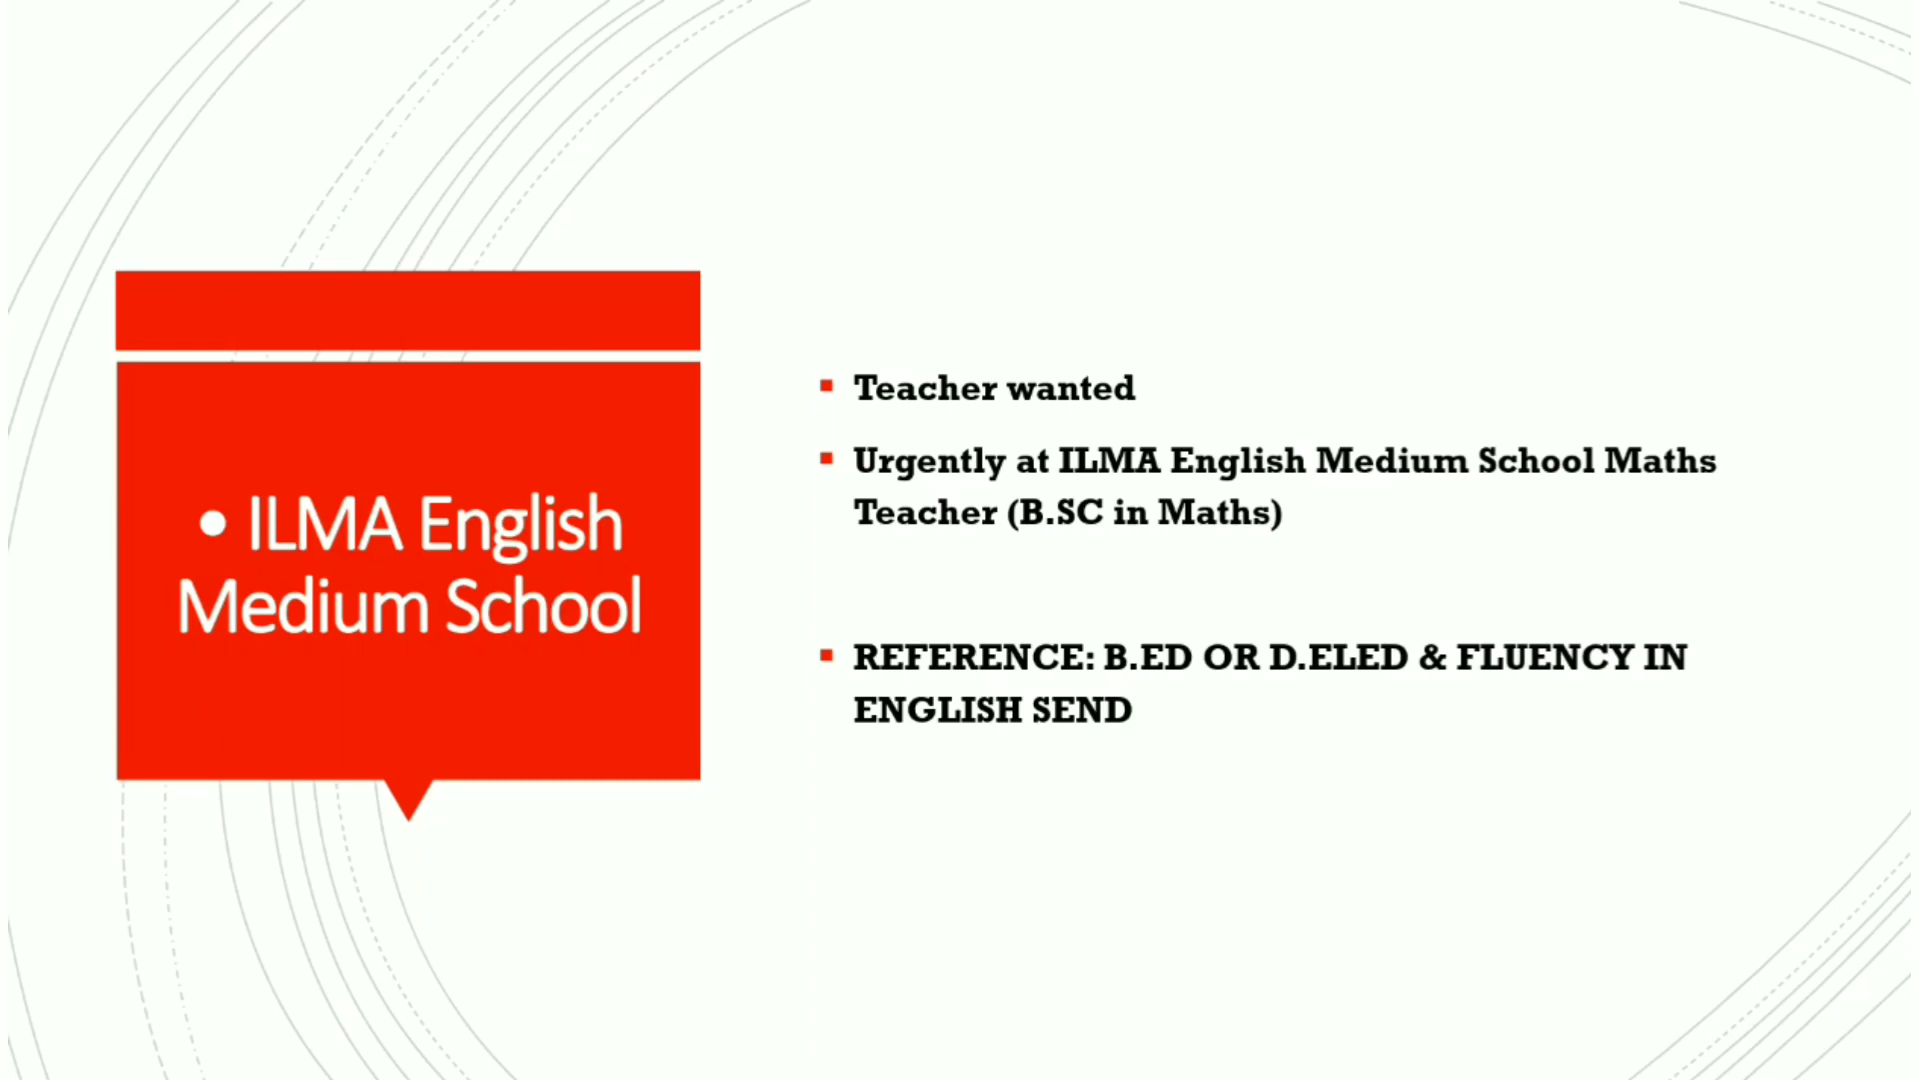 • ILMA English
Medium School
▪ Teacher wanted
▪ Urgently at ILMA English Medium School Maths
Teacher (B.SC in Maths)
▪ REFERENCE: B.ED OR D.ELED & FLUENCY IN
ENGLISH SEND